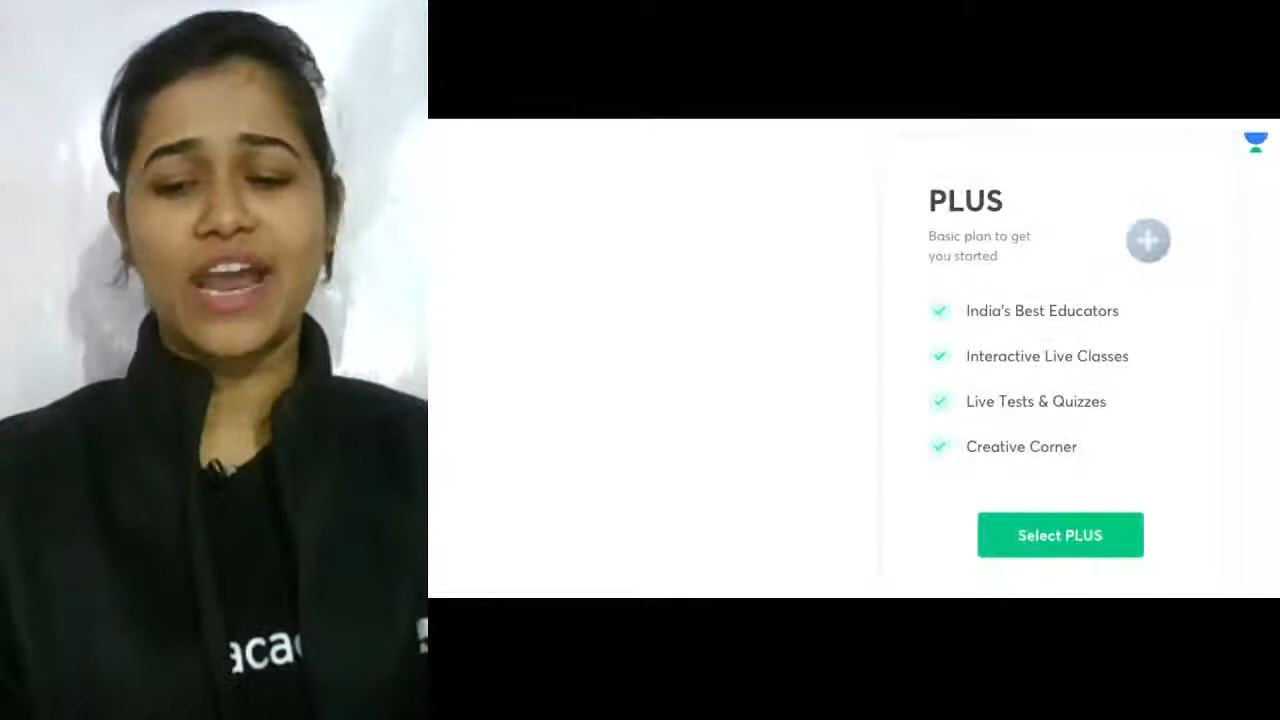 PLUS
Basic plan to get
you started
India's Best Educators
Interactive Live Classes
Live Tests & Quizzes
Creative Corner
Select PLUS
aca